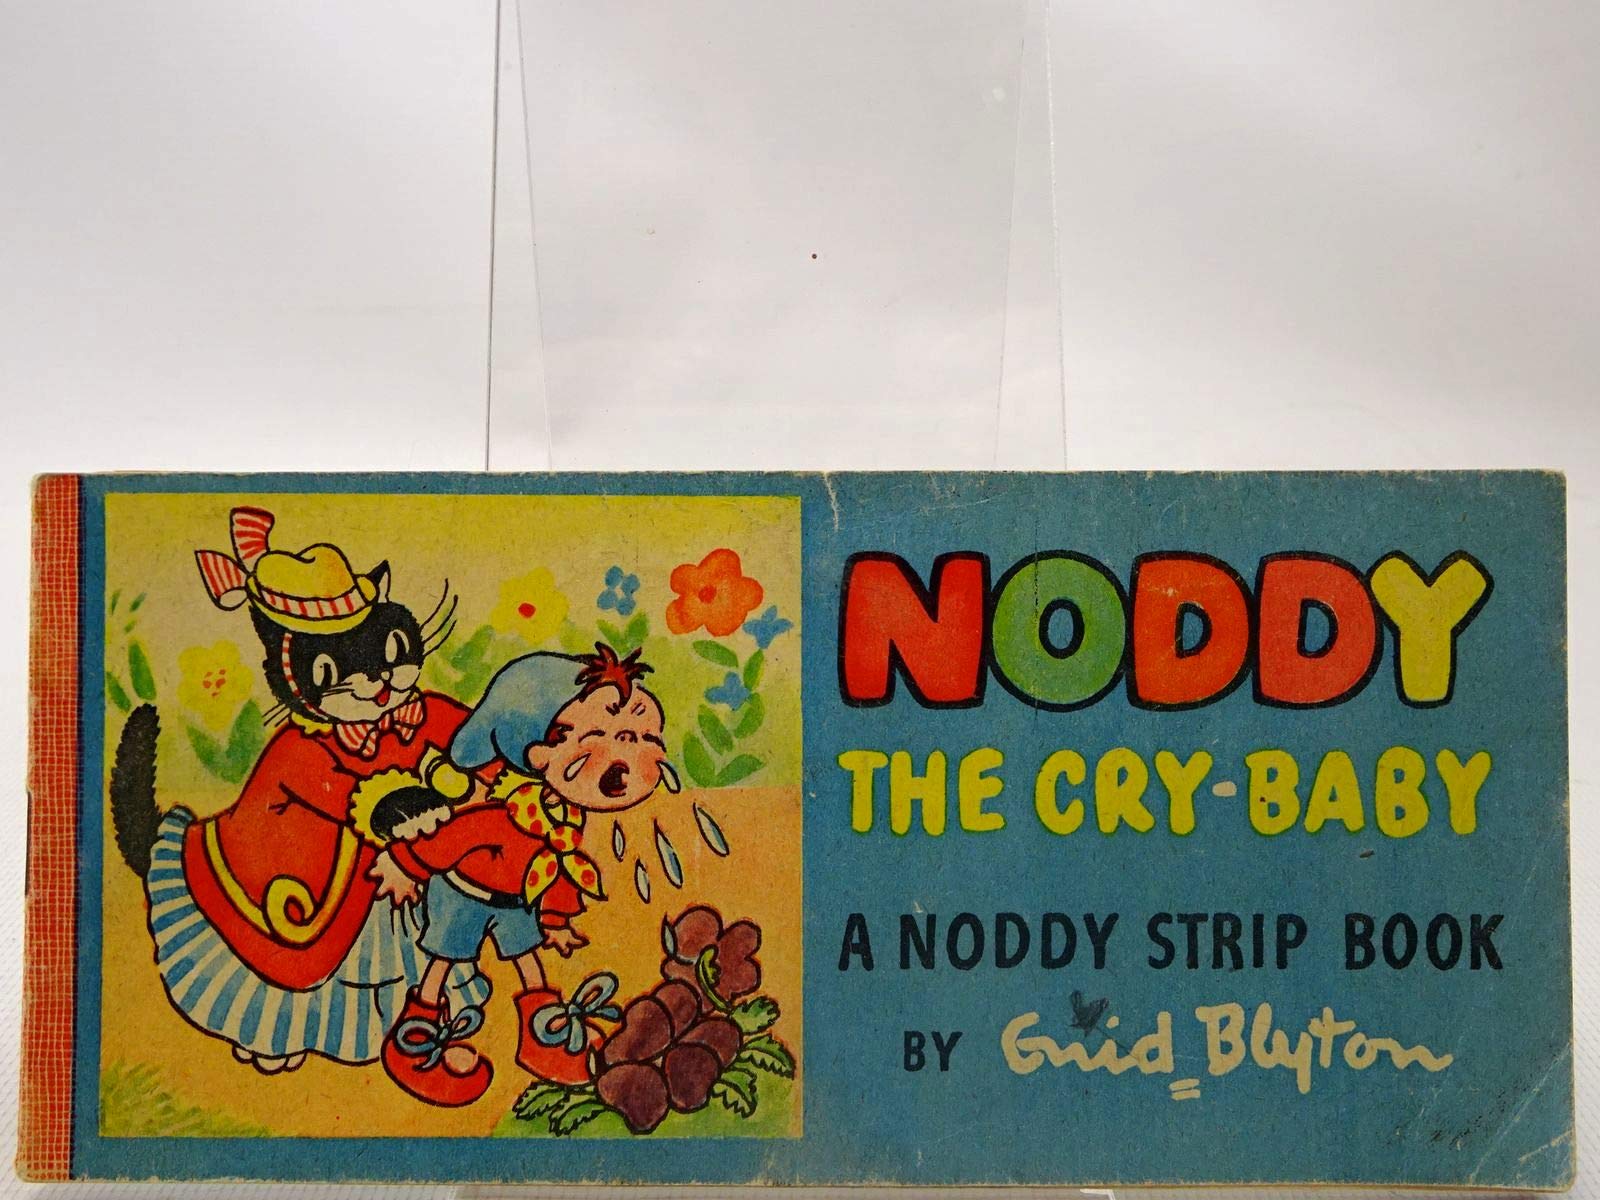 NODDY
THE CRY-BABY
A NODDY STRIP BOOK
BY Enid Blyton